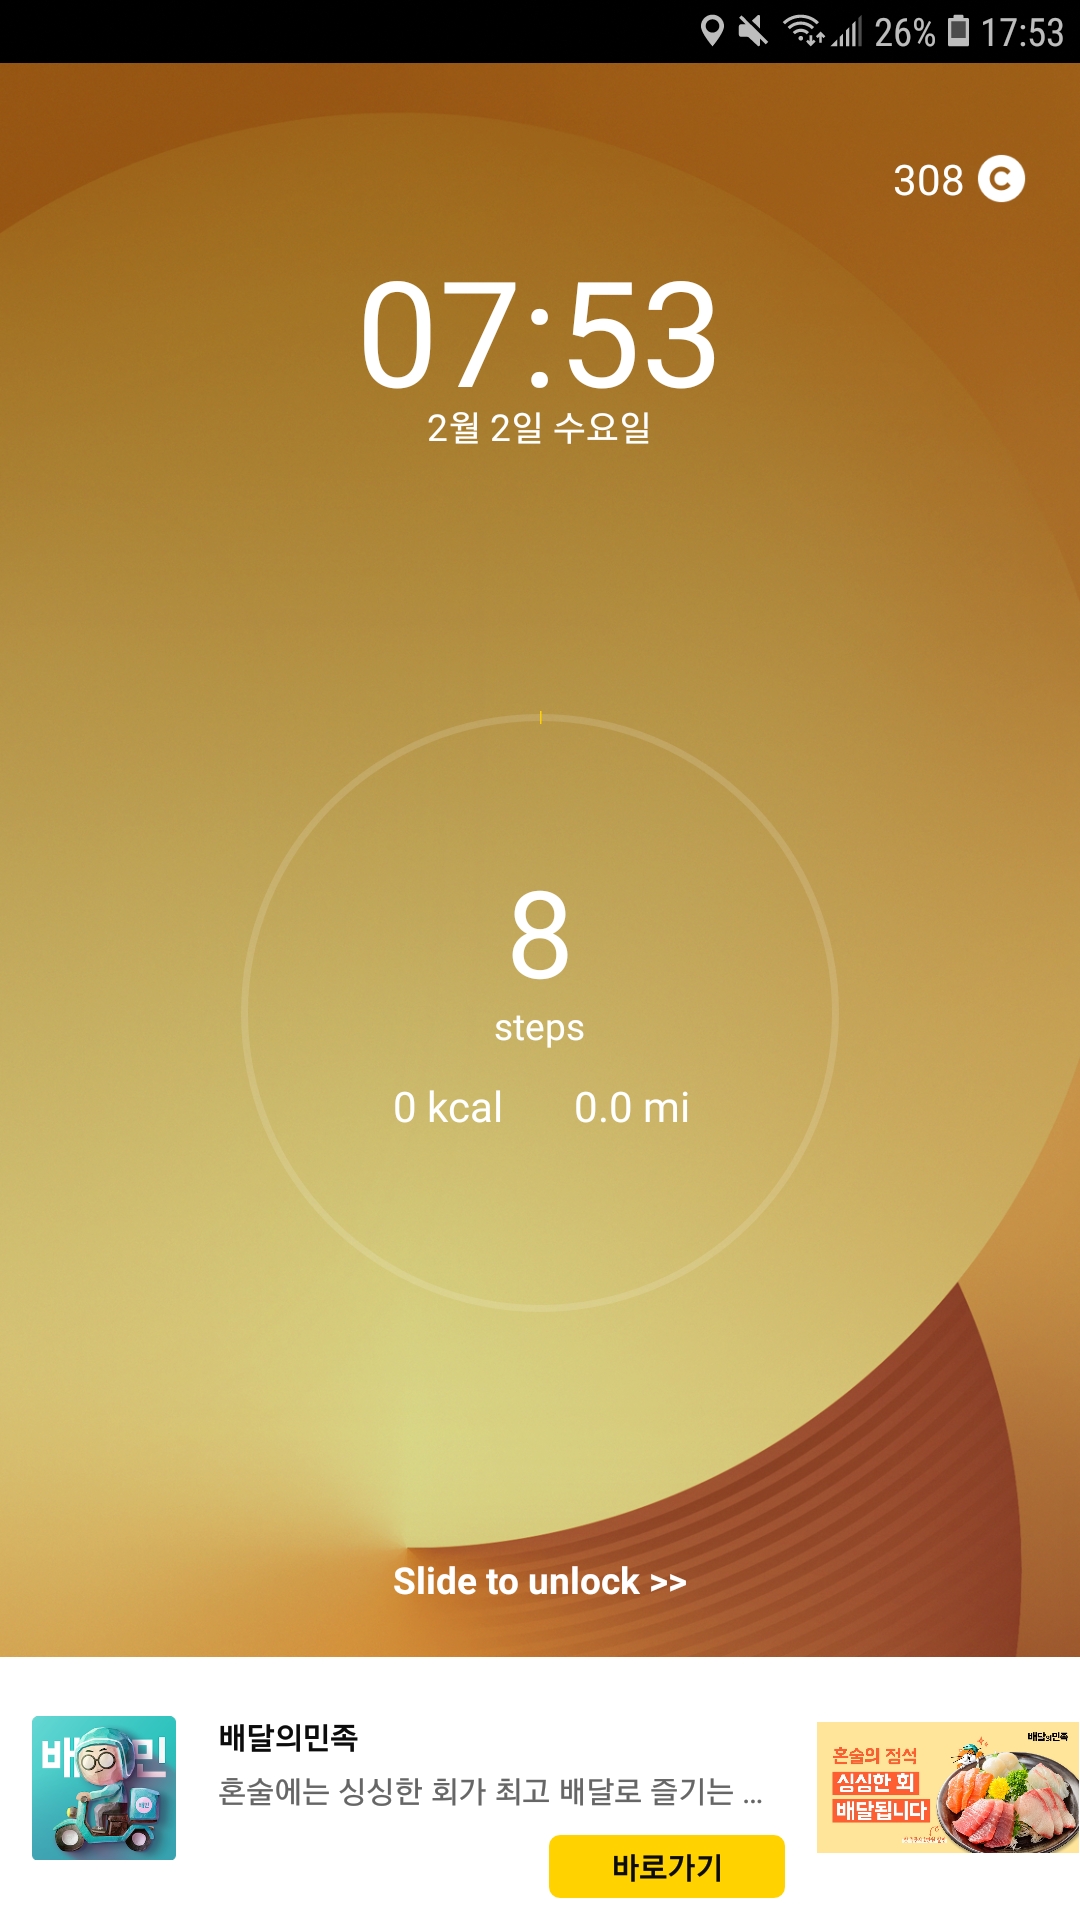 26% 17:53
308 C
07:53
2월 2일 수요일
8
steps
0 kcal 0.0 mi
Slide to unlock >>
배민
배달의민족
혼술에는 싱싱한 회가 최고 배달로 즐기는 ...
바로가기
배달의민족
혼술의 정석
싱싱한 회
배달됩니다